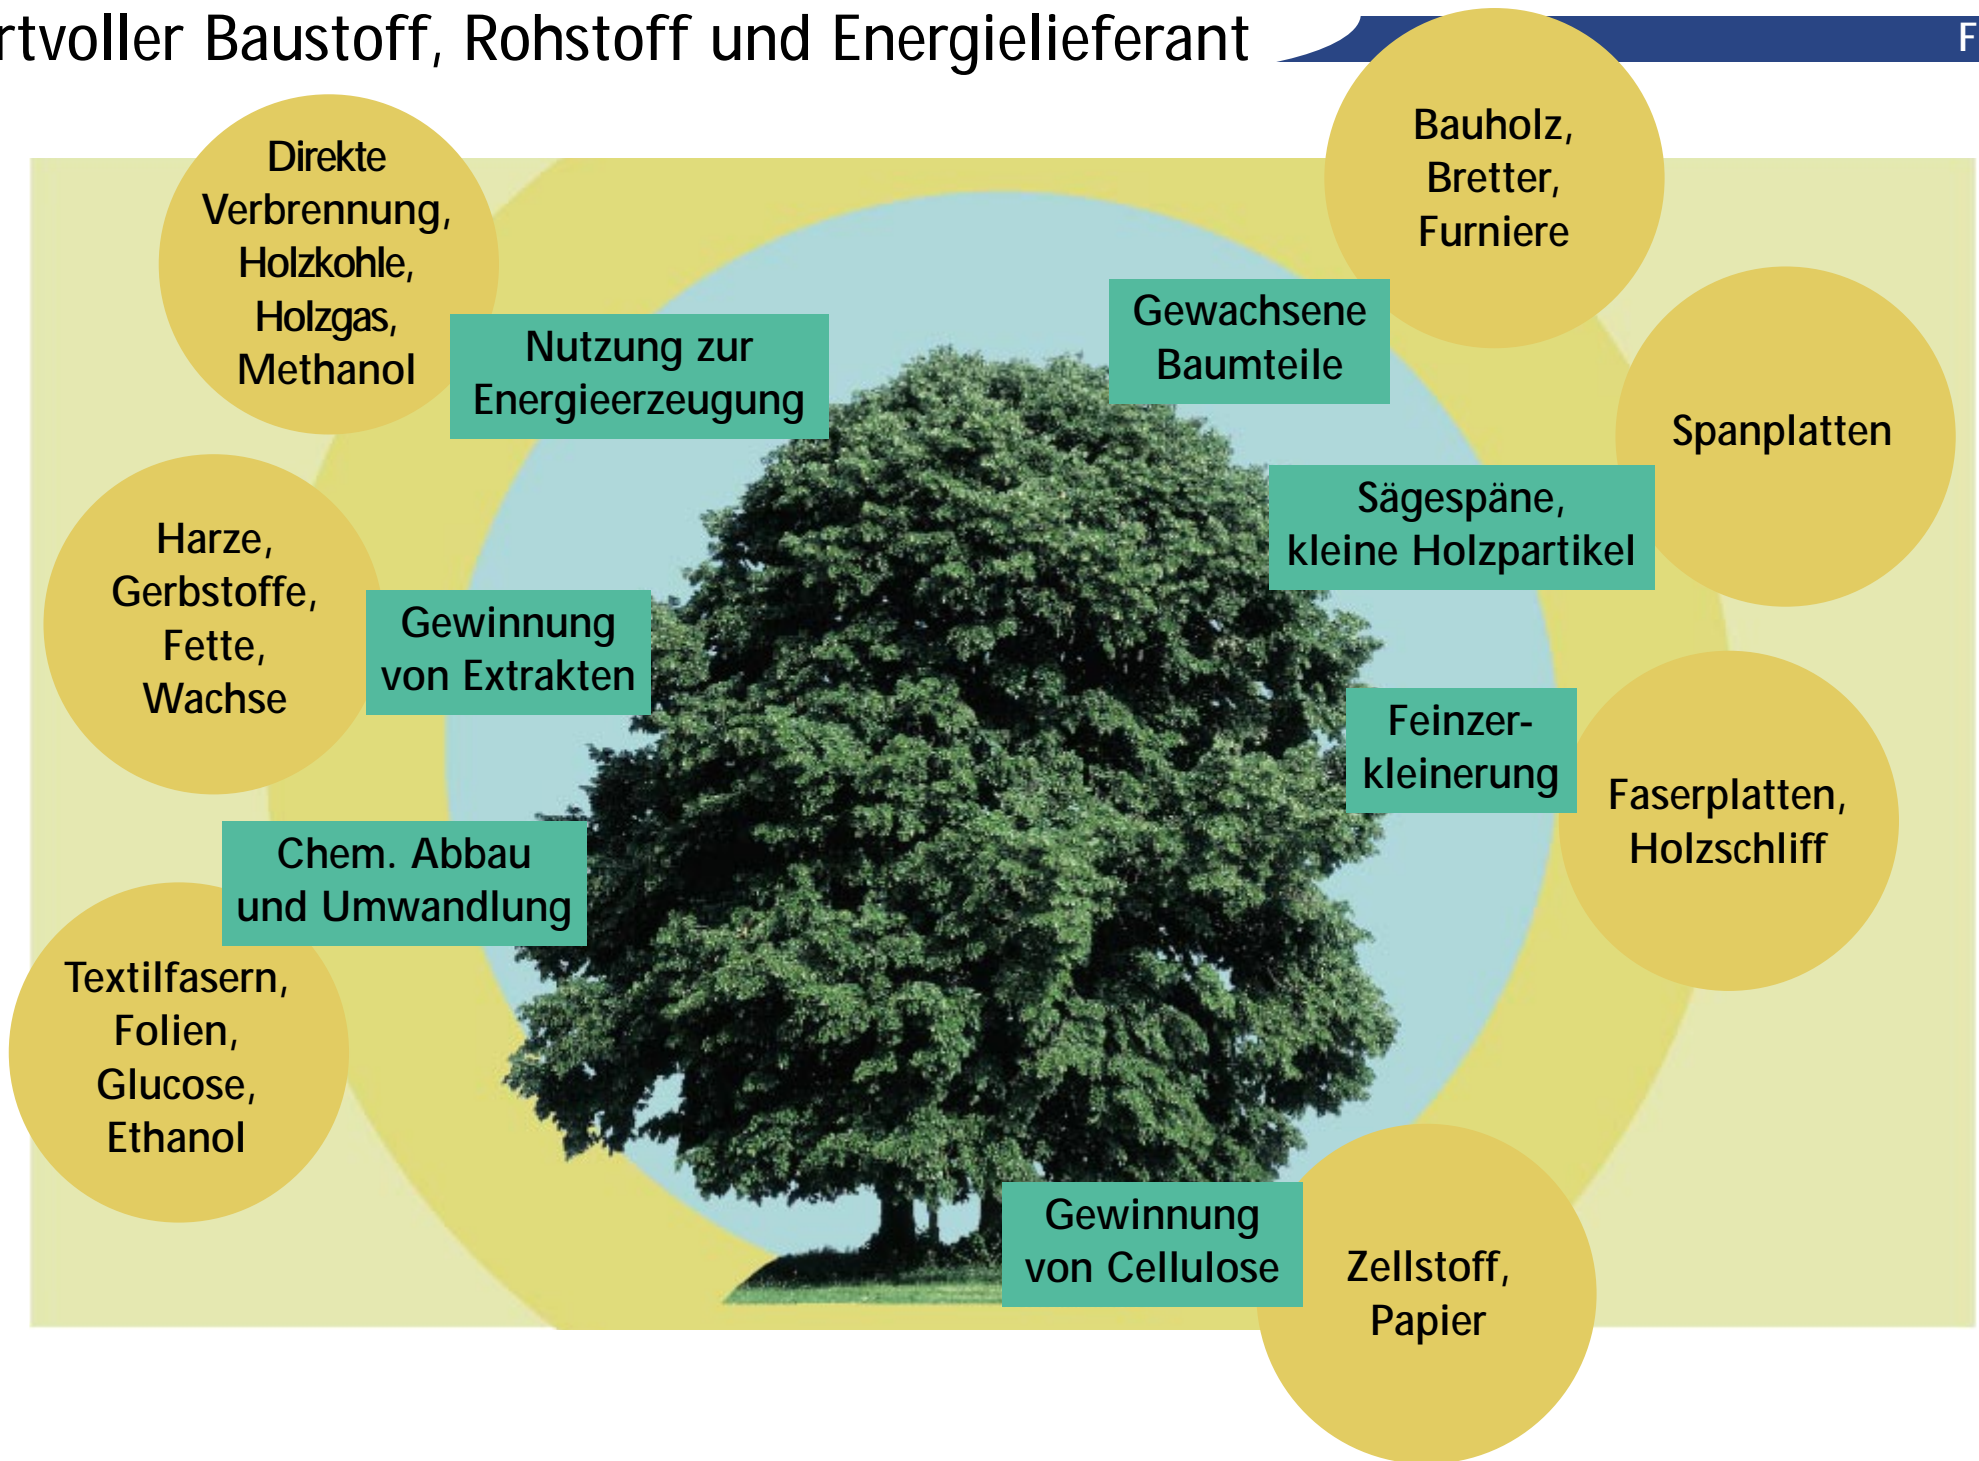 rtvoller Baustoff, Rohstoff und Energielieferant
F
Direkte
Verbrennung,
Holzkohle,
Holzgas,
Methanol
Nutzung zur
Energieerzeugung
Bauholz,
Bretter,
Furniere
Gewachsene
Baumteile
Spanplatten
Sägespäne,
kleine Holzpartikel
Harze,
Gerbstoffe,
Fette,
Wachse
Gewinnung
von Extrakten
Feinzer-
kleinerung
Faserplatten,
Holzschliff
Chem. Abbau
und Umwandlung
Textilfasern,
Folien,
Glucose,
Ethanol
Gewinnung
von Cellulose
Zellstoff,
Papier